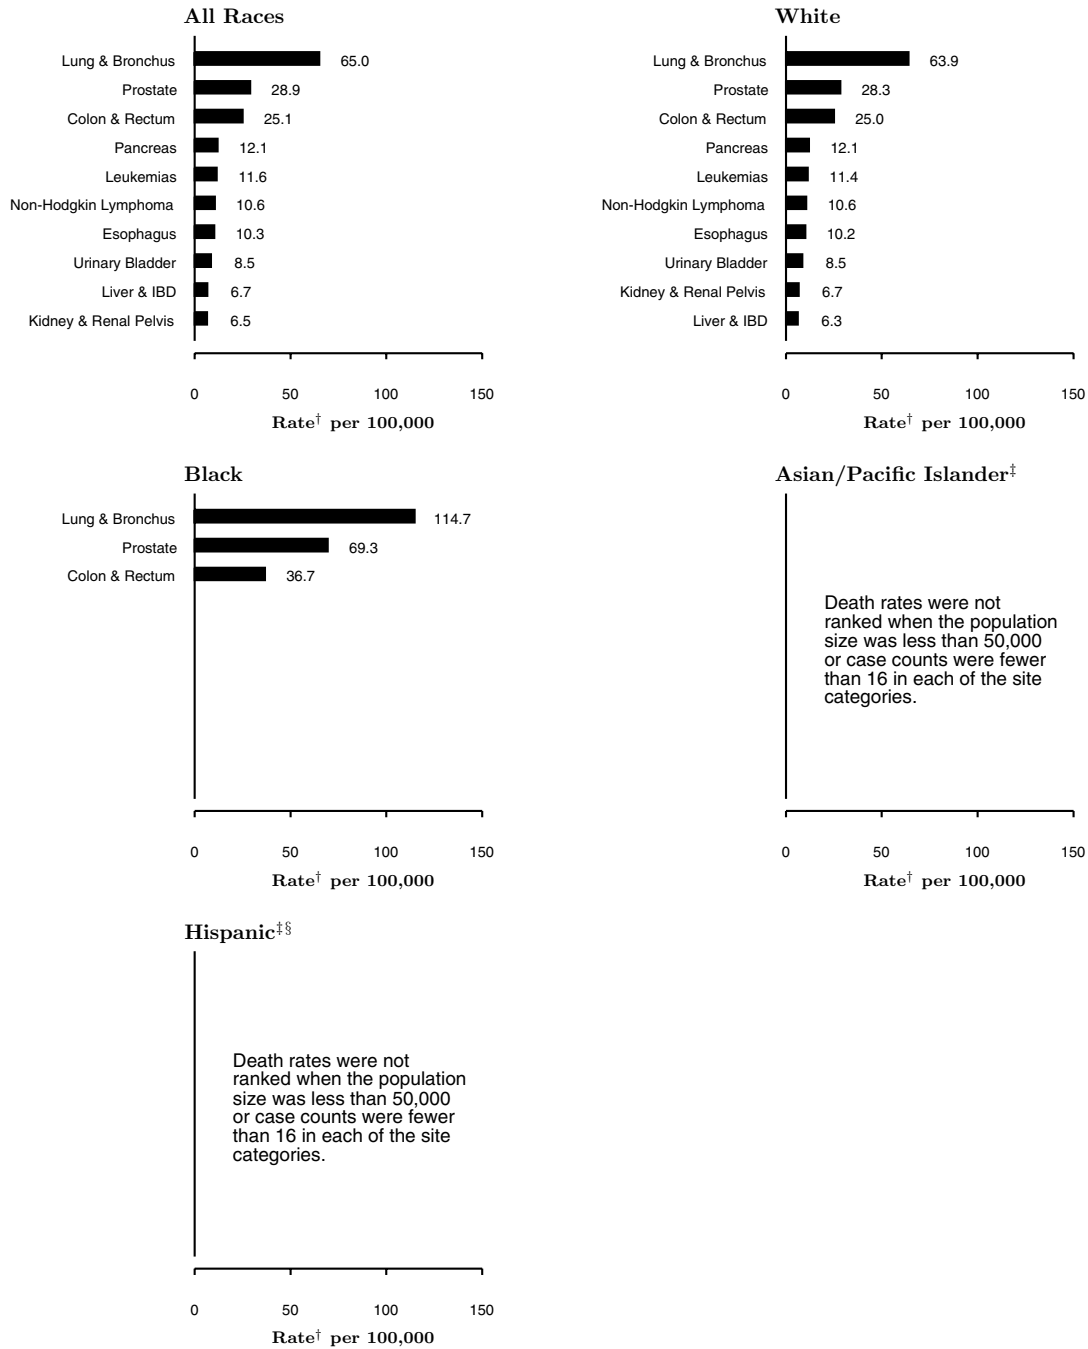 All Races
Lung & Bronchus 65.0
Prostate 28.9
Colon & Rectum 25.1
Pancreas 12.1
Leukemias 11.6
Non-Hodgkin Lymphoma 10.6
Esophagus 10.3
Urinary Bladder 8.5
Liver & IBD 6.7
Kidney & Renal Pelvis 6.5
0 50 100 150
Rate† per 100,000
White
Lung & Bronchus 63.9
Prostate 28.3
Colon & Rectum 25.0
Pancreas 12.1
Leukemias 11.4
Non-Hodgkin Lymphoma 10.6
Esophagus 10.2
Urinary Bladder 8.5
Kidney & Renal Pelvis 6.7
Liver & IBD 6.3
0 50 100 150
Rate† per 100,000
Black
Lung & Bronchus 114.7
Prostate 69.3
Colon & Rectum 36.7
0 50 100 150
Rate† per 100,000
Asian/Pacific Islander‡
Death rates were not
ranked when the population
size was less than 50,000
or case counts were fewer
than 16 in each of the site
categories.
0 50 100 150
Rate† per 100,000
Hispanic‡§
Death rates were not
ranked when the population
size was less than 50,000
or case counts were fewer
than 16 in each of the site
categories.
0 50 100 150
Rate† per 100,000